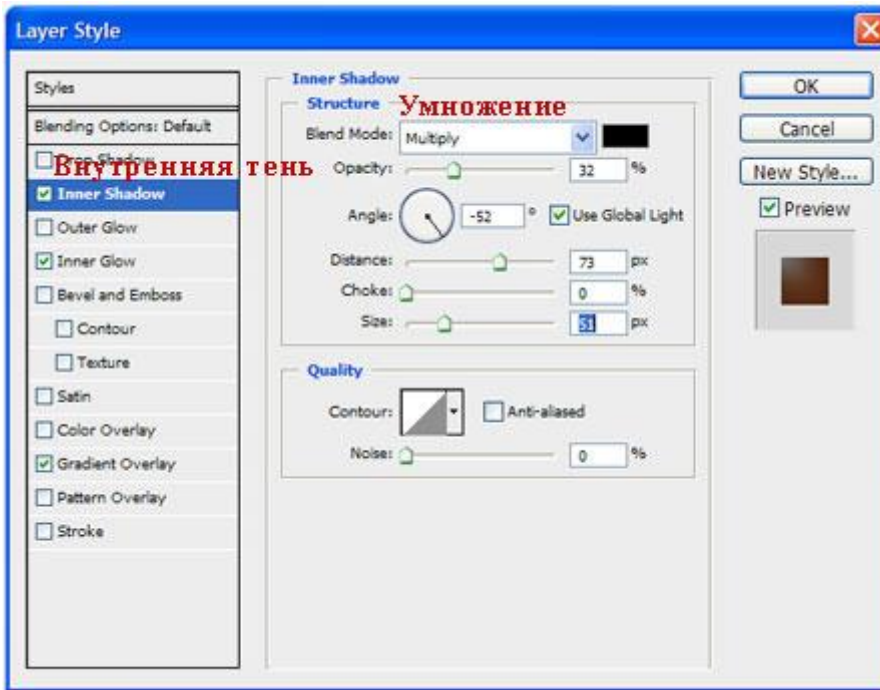 Layer Style
Styles
Blending Options: Default
Drop Shadow
Внутренняя тень
Inner Shadow
Outer Glow
Inner Glow
Bevel and Emboss
Contour
Texture
Satin
Color Overlay
Gradient Overlay
Pattern Overlay
Stroke
Inner Shadow
Structure
Умножение
Blend Mode: Multiply
Opacity: 32 %
Angle: -52 ° Use Global Light
Distance: 73 px
Choke: 0 %
Size: 51 px
Quality
Contour: Anti-aliased
Noise: 0 %
OK
Cancel
New Style...
Preview